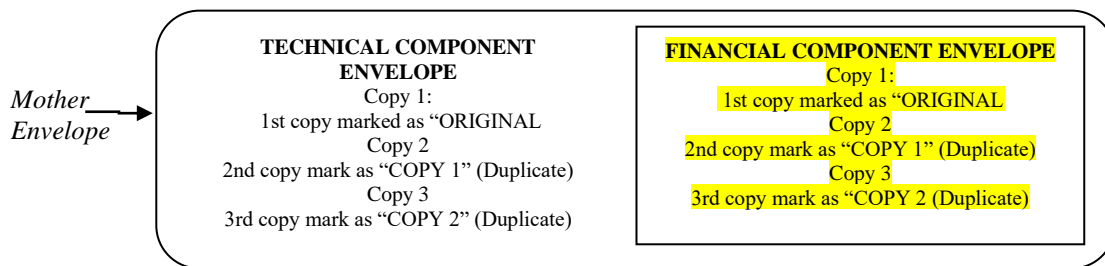 Mother
Envelope
TECHNICAL COMPONENT
ENVELOPE
Copy 1:
1st copy marked as “ORIGINAL
Copy 2
2nd copy mark as “COPY 1” (Duplicate)
Copy 3
3rd copy mark as “COPY 2” (Duplicate)
FINANCIAL COMPONENT ENVELOPE
Copy 1:
1st copy marked as “ORIGINAL
Copy 2
2nd copy mark as “COPY 1” (Duplicate)
Copy 3
3rd copy mark as “COPY 2 (Duplicate)